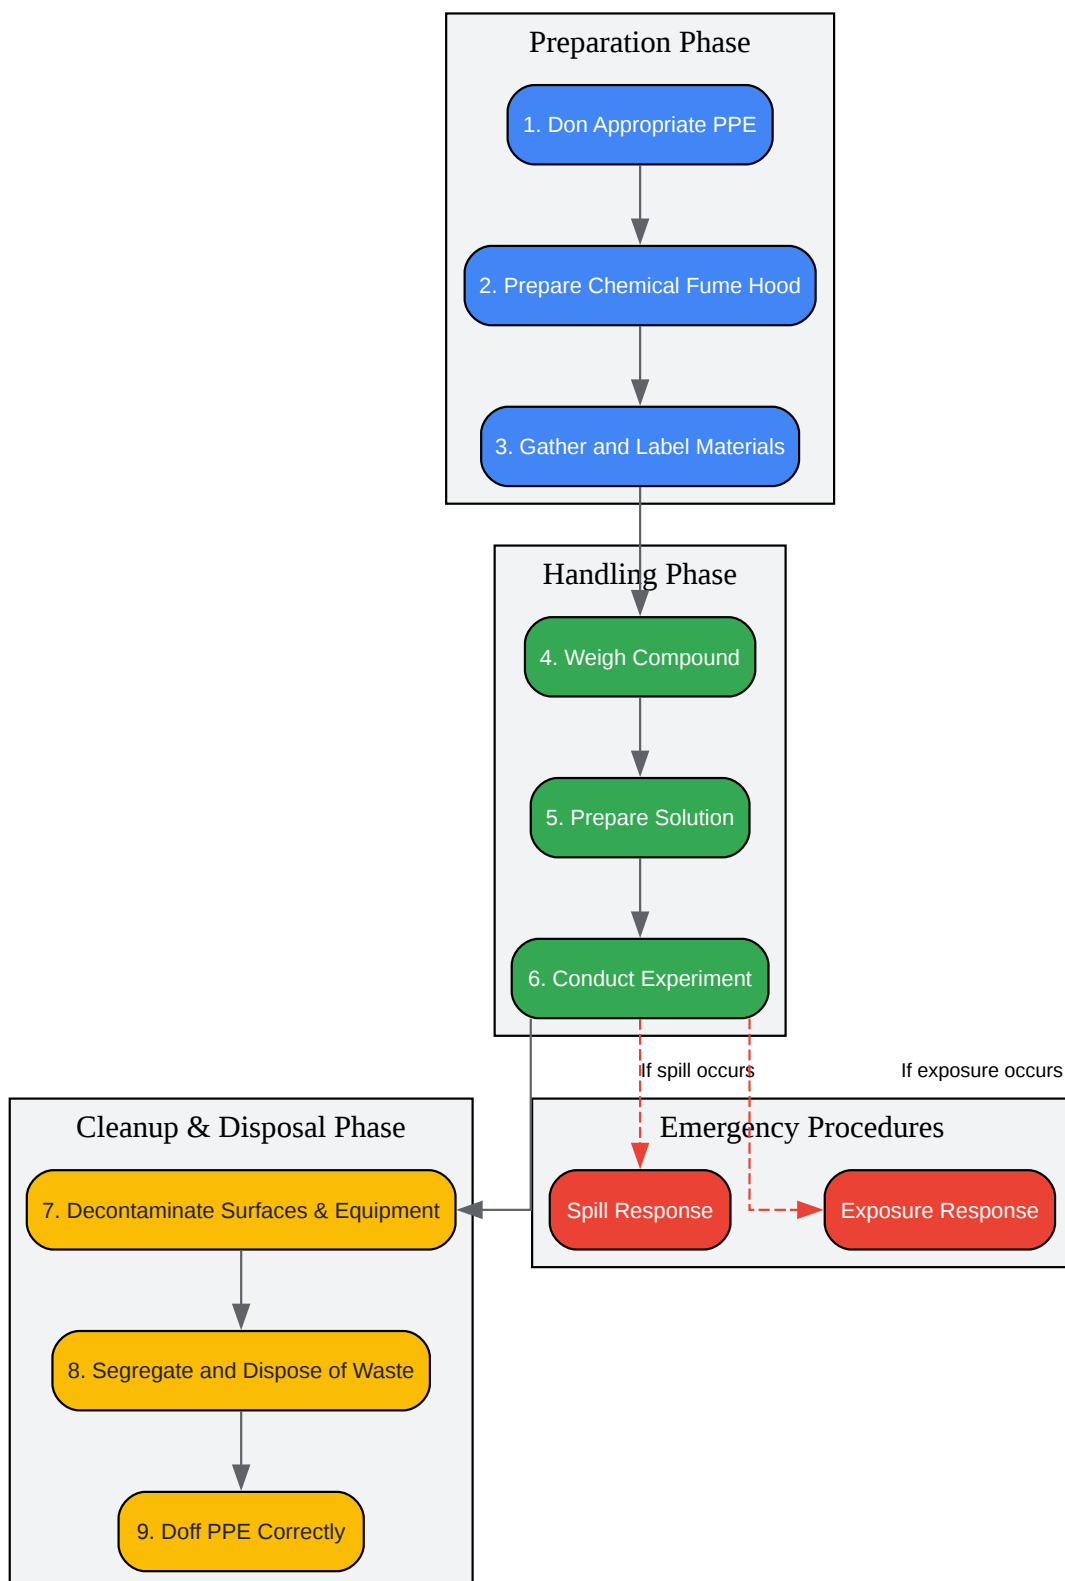 Preparation Phase
1. Don Appropriate PPE
2. Prepare Chemical Fume Hood
3. Gather and Label Materials
Handling Phase
4. Weigh Compound
5. Prepare Solution
6. Conduct Experiment
If spill occurs
If exposure occurs
Cleanup & Disposal Phase
7. Decontaminate Surfaces & Equipment
8. Segregate and Dispose of Waste
9. Doff PPE Correctly
Emergency Procedures
Spill Response
Exposure Response